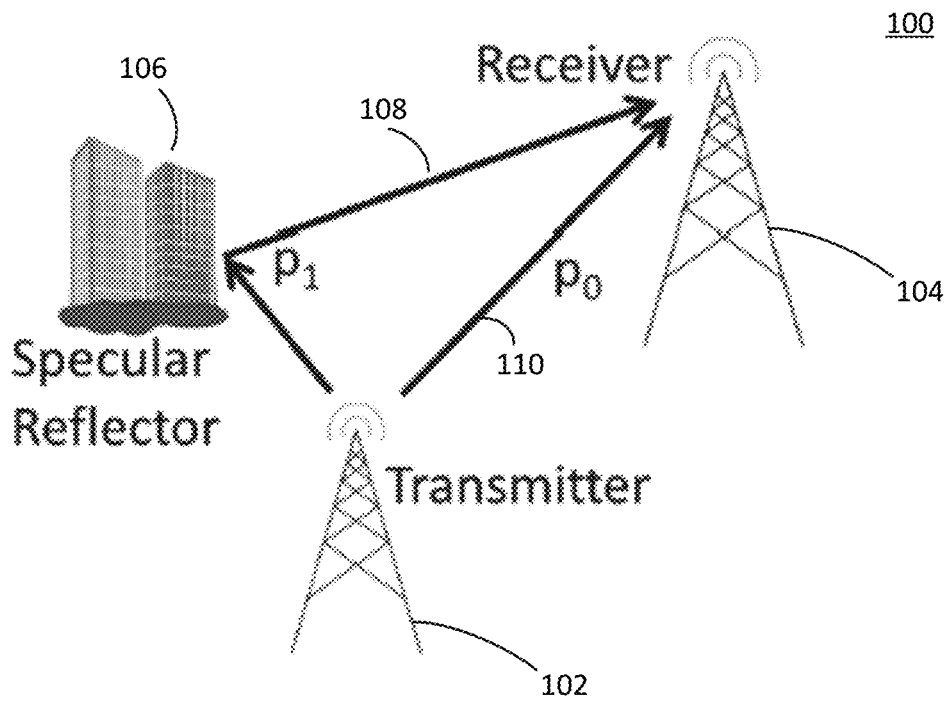 100
106
Receiver
108
p1
p0
104
110
Specular
Reflector
Transmitter
102